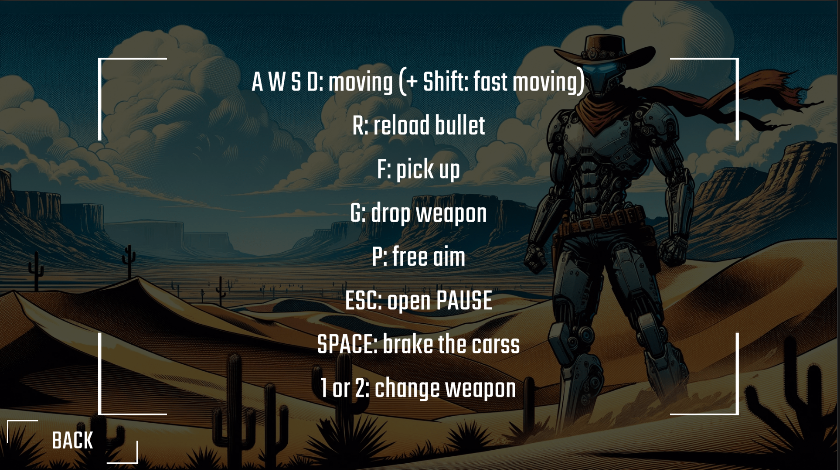 A W S D: moving (+ Shift: fast moving)
R: reload bullet
F: pick up
G: drop weapon
P: free aim
ESC: open PAUSE
SPACE: brake the carss
1 or 2: change weapon
BACK